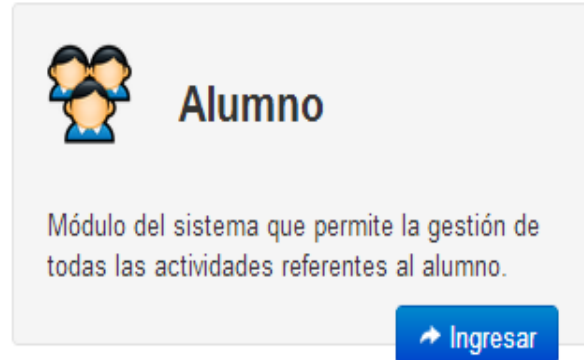 Alumno
Módulo del sistema que permite la gestión de
todas las actividades referentes al alumno.
Ingresar